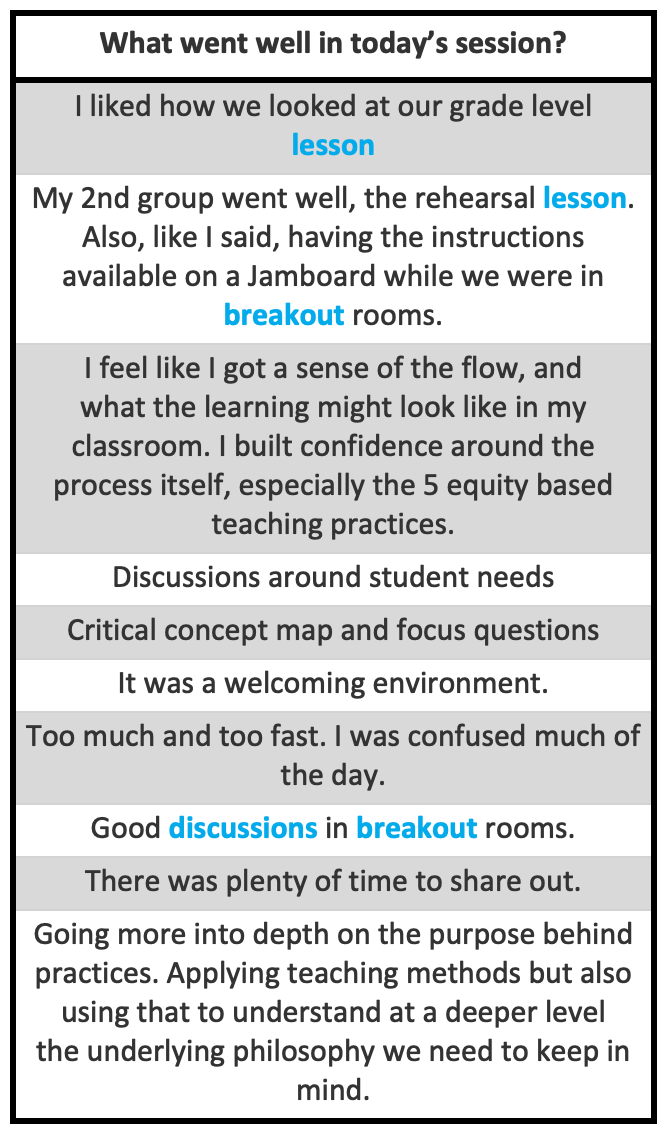 What went well in today’s session?
I liked how we looked at our grade level
lesson
My 2nd group went well, the rehearsal lesson.
Also, like I said, having the instructions
available on a Jamboard while we were in
breakout rooms.
I feel like I got a sense of the flow, and
what the learning might look like in my
classroom. I built confidence around the
process itself, especially the 5 equity based
teaching practices.
Discussions around student needs
Critical concept map and focus questions
It was a welcoming environment.
Too much and too fast. I was confused much of
the day.
Good discussions in breakout rooms.
There was plenty of time to share out.
Going more into depth on the purpose behind
practices. Applying teaching methods but also
using that to understand at a deeper level
the underlying philosophy we need to keep in
mind.